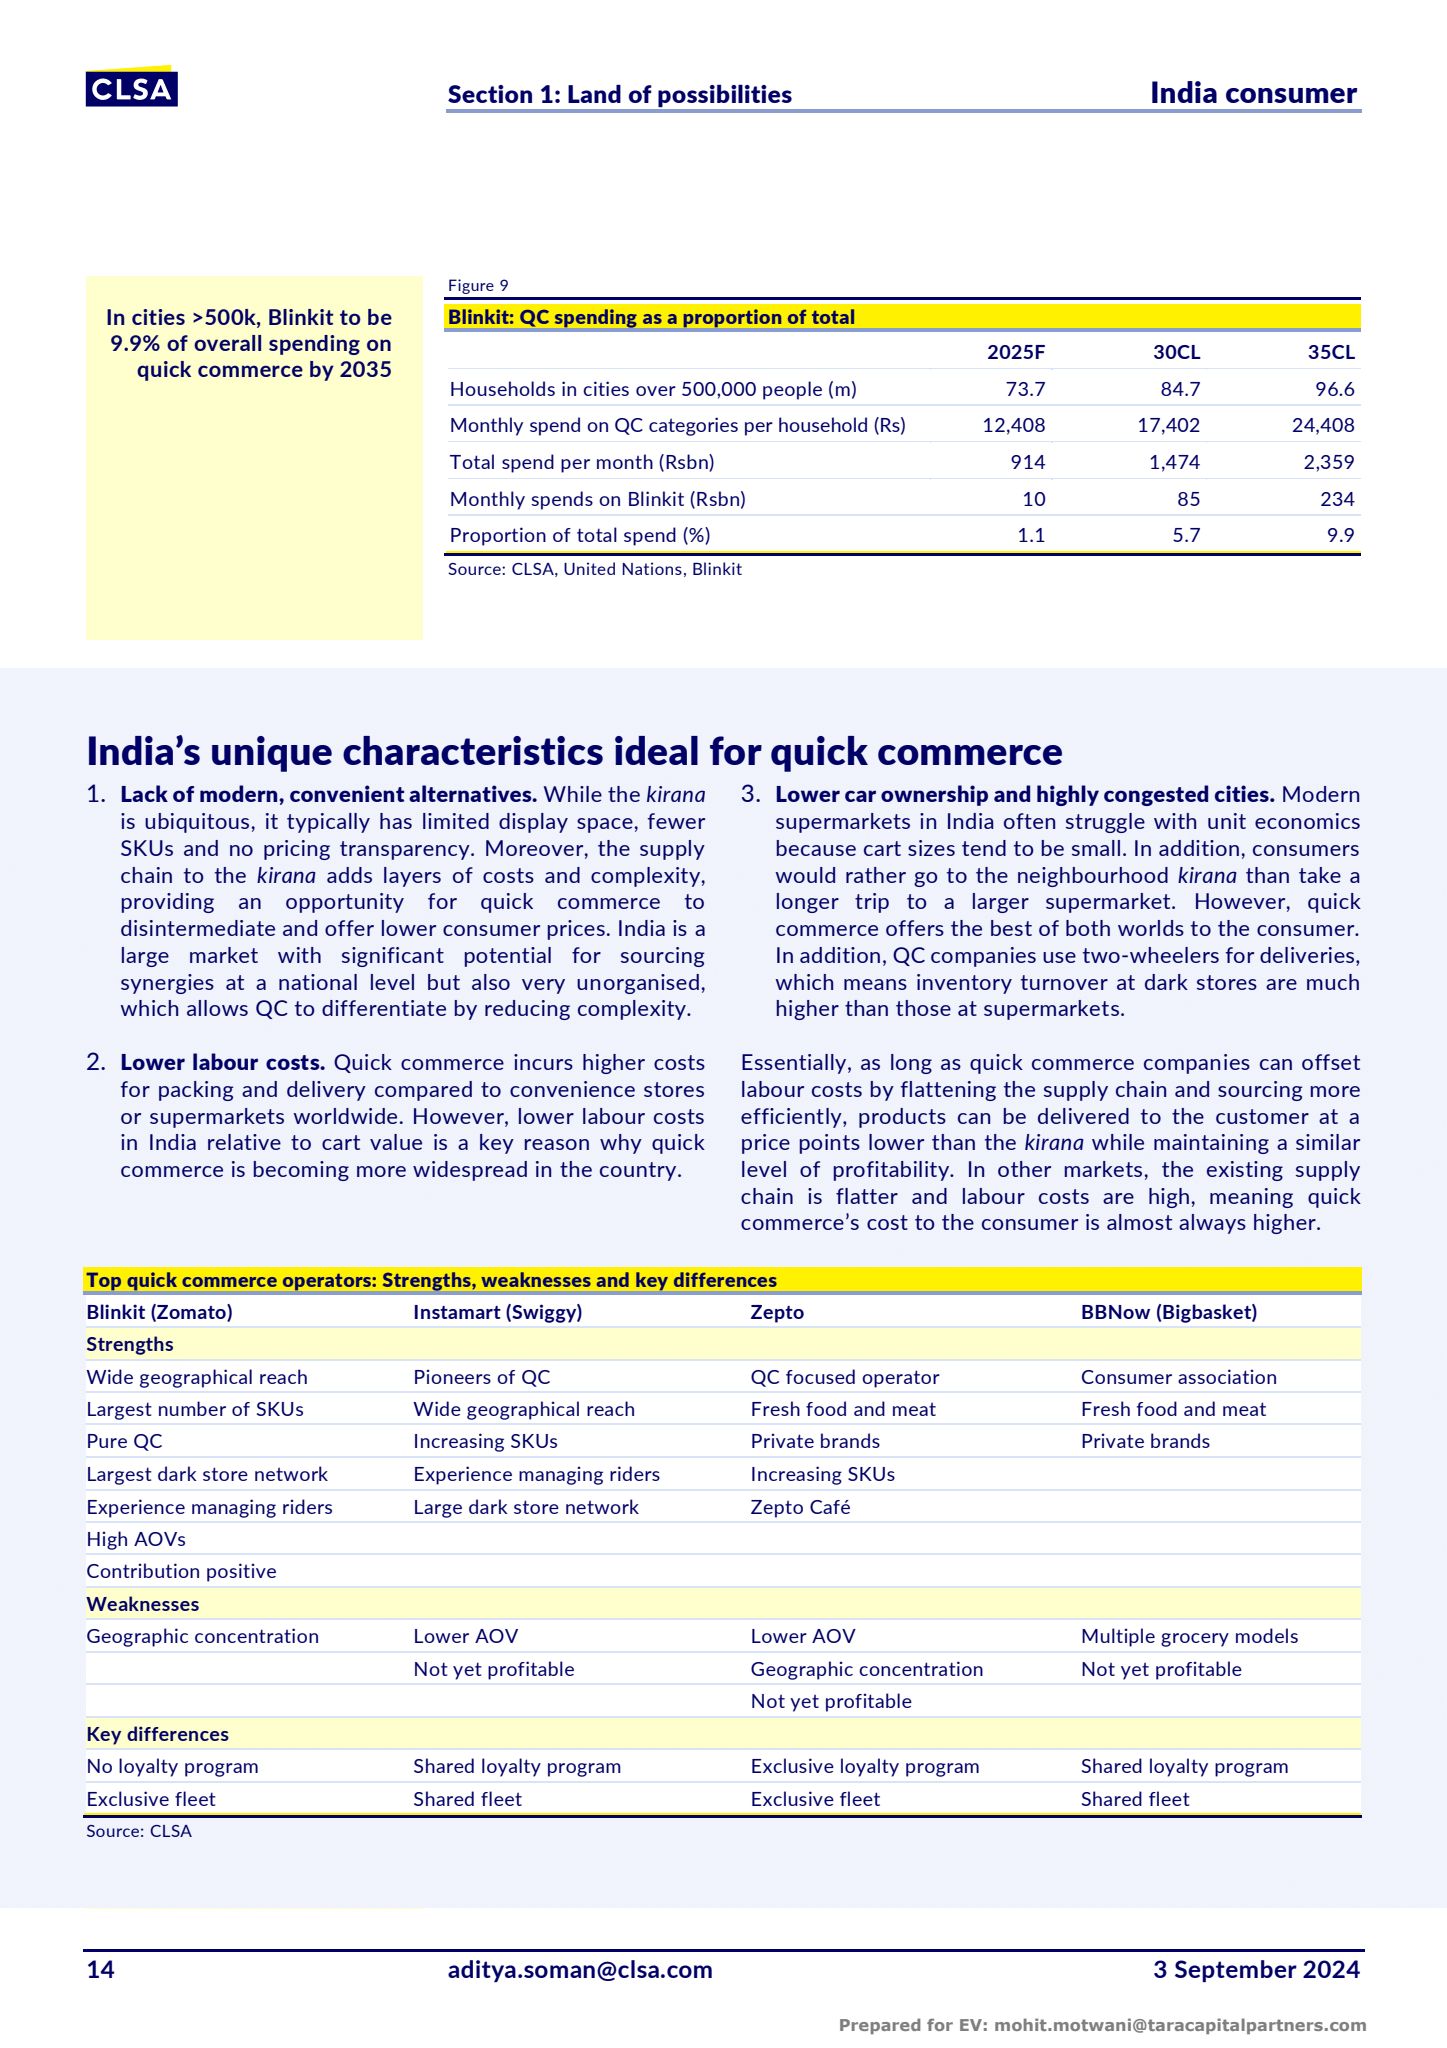 CLSA
Section 1: Land of possibilities India consumer
In cities >500k, Blinkit to be
9.9% of overall spending on
quick commerce by 2035
Figure 9
Blinkit: QC spending as a proportion of total
2025F 30CL 35CL
Households in cities over 500,000 people (m) 73.7 84.7 96.6
Monthly spend on QC categories per household (Rs) 12,408 17,402 24,408
Total spend per month (Rsbn) 914 1,474 2,359
Monthly spends on Blinkit (Rsbn) 10 85 234
Proportion of total spend (%) 1.1 5.7 9.9
Source: CLSA, United Nations, Blinkit
India's unique characteristics ideal for quick commerce
1. Lack of modern, convenient alternatives. While the kirana
is ubiquitous, it typically has limited display space, fewer
SKUs and no pricing transparency. Moreover, the supply
chain to the kirana adds layers of costs and complexity,
providing an opportunity for quick commerce to
disintermediate and offer lower consumer prices. India is a
large market with significant potential for sourcing
synergies at a national level but also very unorganised,
which allows QC to differentiate by reducing complexity.
2. Lower labour costs. Quick commerce incurs higher costs
for packing and delivery compared to convenience stores
or supermarkets worldwide. However, lower labour costs
in India relative to cart value is a key reason why quick
commerce is becoming more widespread in the country.
3. Lower car ownership and highly congested cities. Modern
supermarkets in India often struggle with unit economics
because cart sizes tend to be small. In addition, consumers
would rather go to the neighbourhood kirana than take a
longer trip to a larger supermarket. However, quick
commerce offers the best of both worlds to the consumer.
In addition, QC companies use two-wheelers for deliveries,
which means inventory turnover at dark stores are much
higher than those at supermarkets.
Essentially, as long as quick commerce companies can offset
labour costs by flattening the supply chain and sourcing more
efficiently, products can be delivered to the customer at a
price points lower than the kirana while maintaining a similar
level of profitability. In other markets, the existing supply
chain is flatter and labour costs are high, meaning quick
commerce's cost to the consumer is almost always higher.
Top quick commerce operators: Strengths, weaknesses and key differences
Blinkit (Zomato) Instamart (Swiggy) Zepto BBNow (Bigbasket)
Strengths
Wide geographical reach Pioneers of QC QC focused operator Consumer association
Largest number of SKUs Wide geographical reach Fresh food and meat Fresh food and meat
Pure QC Increasing SKUs Private brands Private brands
Largest dark store network Experience managing riders Increasing SKUs
Experience managing riders Large dark store network Zepto Café
High AOVs
Contribution positive
Weaknesses
Geographic concentration Lower AOV Lower AOV Multiple grocery models
Not yet profitable Geographic concentration Not yet profitable
Not yet profitable
Key differences
No loyalty program Shared loyalty program Exclusive loyalty program Shared loyalty program
Exclusive fleet Shared fleet Exclusive fleet Shared fleet
Source: CLSA
14 aditya.soman@clsa.com 3 September 2024
Prepared for EV: mohit.motwani@taracapitalpartners.com